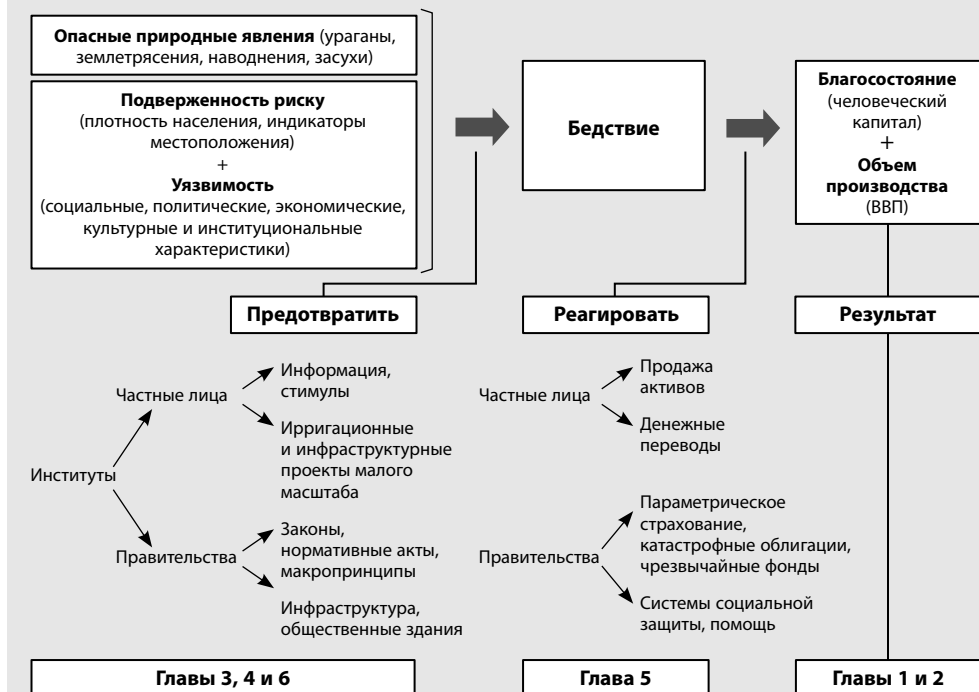 Опасные природные явления (ураганы,
землетрясения, наводнения, засухи)
Подверженность риску
(плотность населения, индикаторы
местоположения)
+
Уязвимость
(социальные, политические, экономические,
культурные и институциональные
характеристики)
Бедствие
Благосостояние
(человеческий
капитал)
+
Объем
производства
(ВВП)
Предотвратить
Реагировать
Результат
Институты
Частные лица
Информация,
стимулы
Ирригационные
и инфраструктурные
проекты малого
масштаба
Правительства
Законы,
нормативные акты,
макропринципы
Инфраструктура,
общественные здания
Частные лица
Продажа
активов
Денежные
переводы
Правительства
Параметрическое
страхование,
катастрофные облигации,
чрезвычайные фонды
Системы социальной
защиты, помощь
Главы 3, 4 и 6
Глава 5
Главы 1 и 2